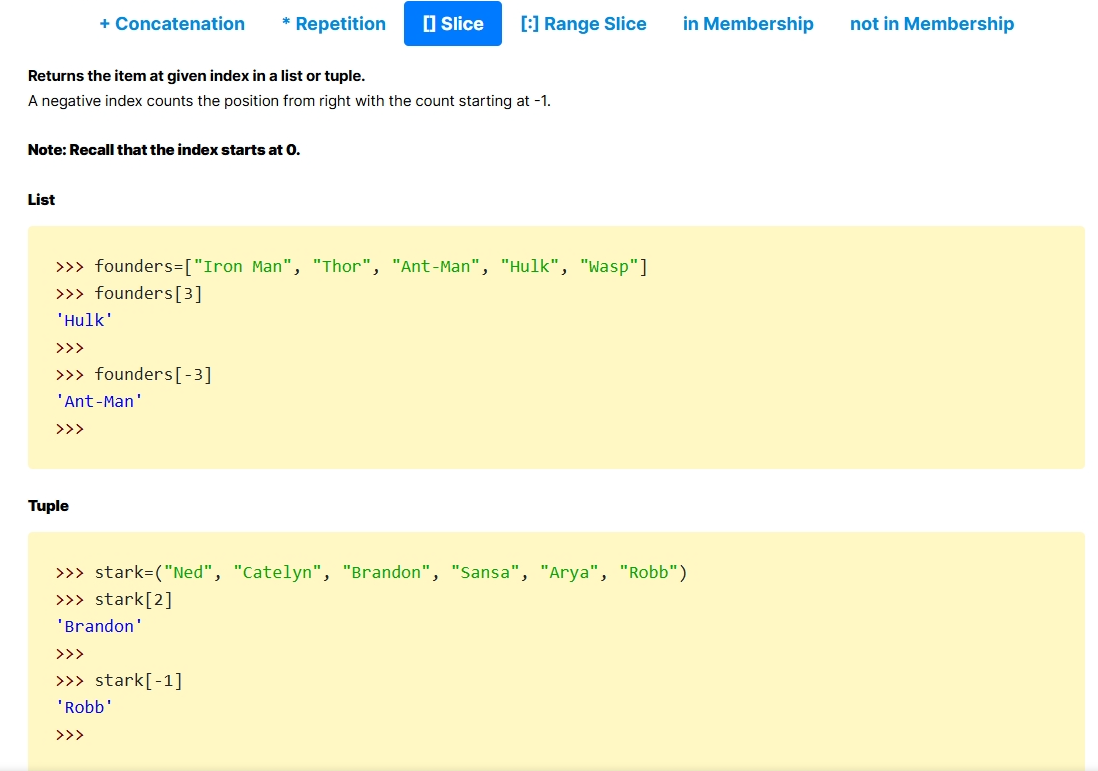 + Concatenation * Repetition [] Slice [:] Range Slice in Membership not in Membership
Returns the item at given index in a list or tuple.
A negative index counts the position from right with the count starting at -1.
Note: Recall that the index starts at 0.
List
>>> founders=["Iron Man", "Thor", "Ant-Man", "Hulk", "Wasp"]
>>> founders[3]
'Hulk'
>>>
>>> founders[-3]
'Ant-Man'
>>>
Tuple
>>> stark=("Ned", "Catelyn", "Brandon", "Sansa", "Arya", "Robb")
>>> stark[2]
'Brandon'
>>>
>>> stark[-1]
'Robb'
>>>